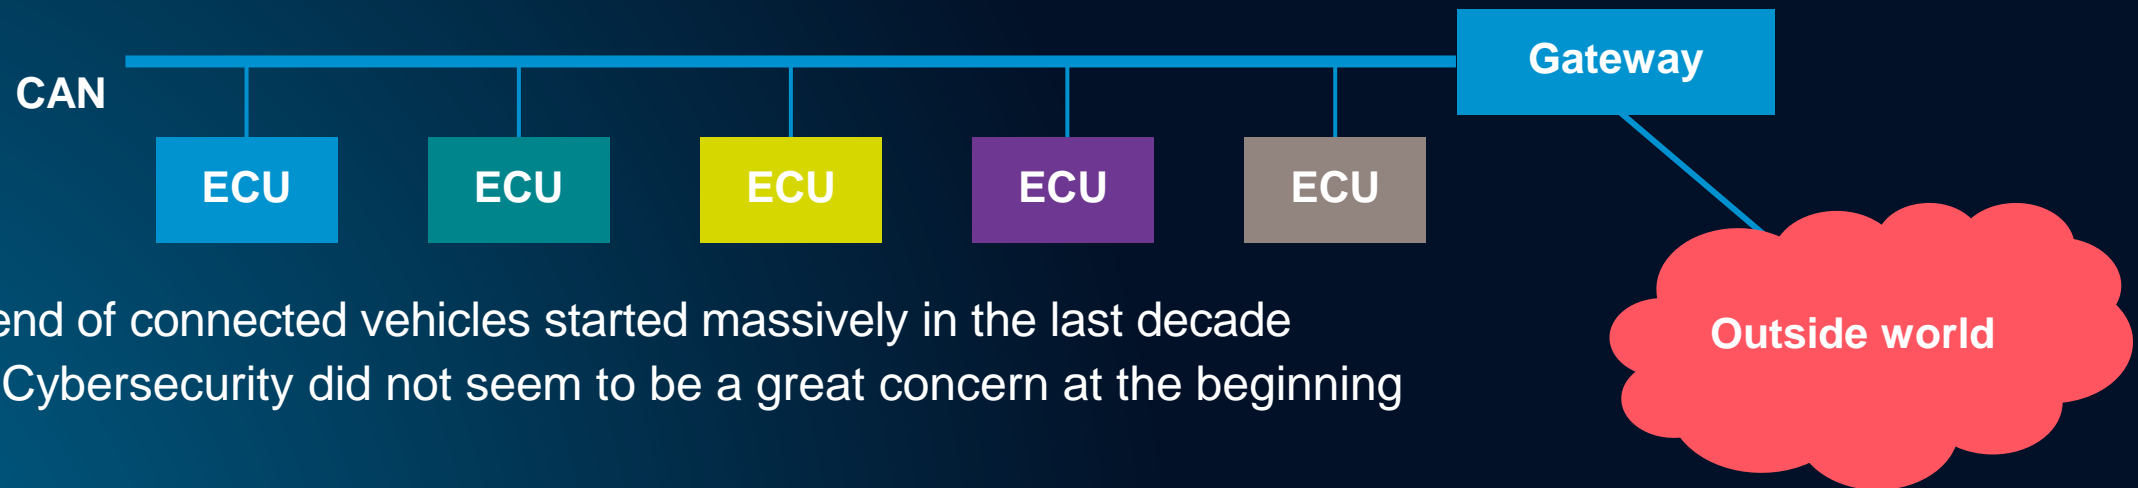 Gateway
CAN
ECU ECU ECU ECU ECU
end of connected vehicles started massively in the last decade
Outside world
Cybersecurity did not seem to be a great concern at the beginning